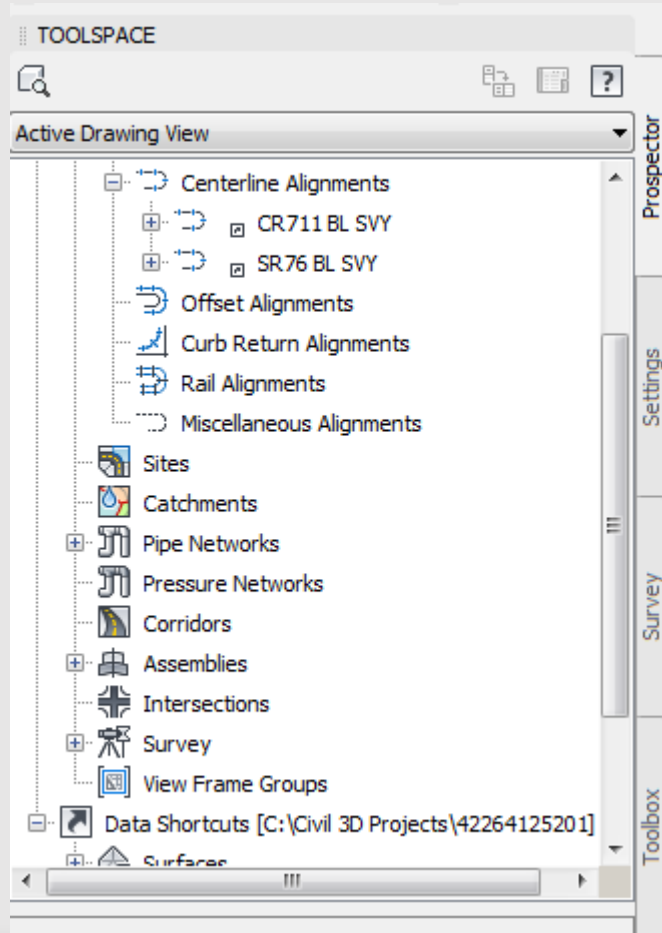 TOOLSPACE
?
Active Drawing View
Centerline Alignments
CR711 BL SVY
SR76 BL SVY
Offset Alignments
Curb Return Alignments
Rail Alignments
Miscellaneous Alignments
Sites
Catchments
Pipe Networks
Pressure Networks
Corridors
Assemblies
Intersections
Survey
View Frame Groups
Data Shortcuts [C:\Civil 3D Projects\42264125201]
Surfaces
Prospector
Settings
Survey
Toolbox